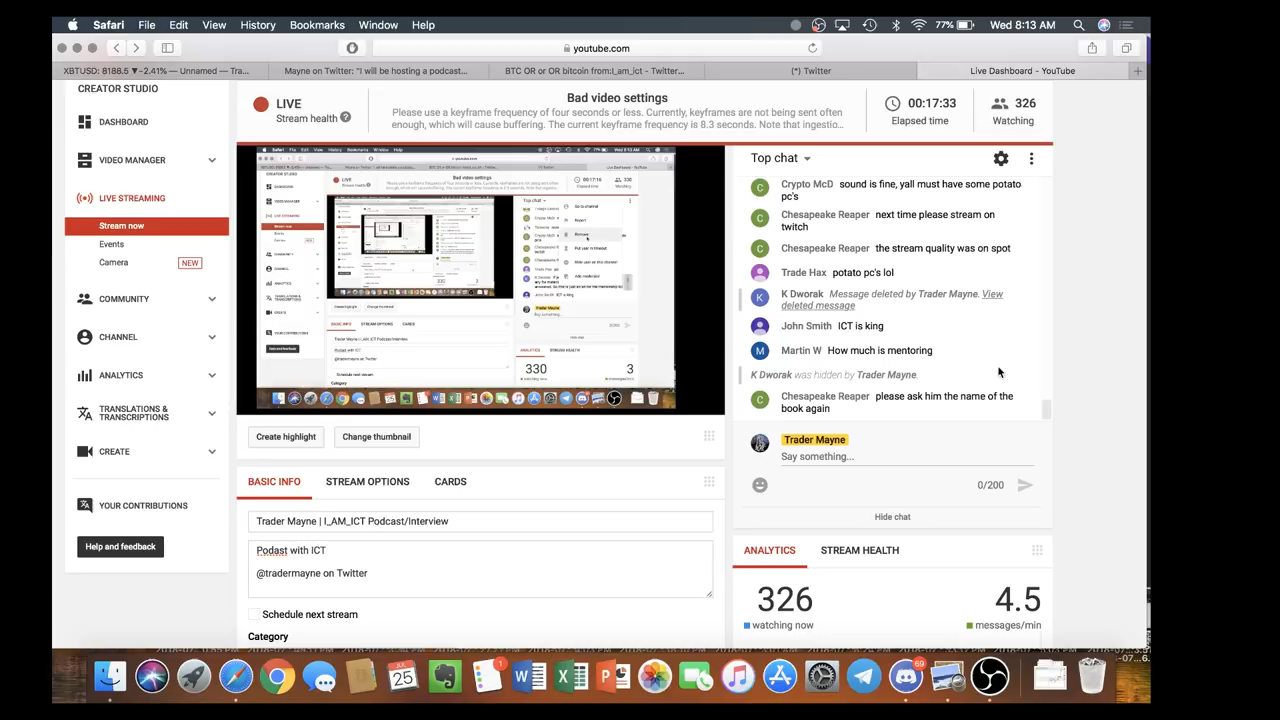 Safari File Edit View History Bookmarks Window Help
77% Wed 8:13 AM
youtube.com
XBTUSD: 8188.5 ▼-2.41% — Unnamed — Tra...
Mayne on Twitter: "I will be hosting a podcast...
BTC OR or OR bitcoin from:I_am_ict - Twitter...
(*) Twitter
Live Dashboard - YouTube
CREATOR STUDIO
DASHBOARD
VIDEO MANAGER
LIVE STREAMING
Stream now
Events
Camera NEW
COMMUNITY
CHANNEL
ANALYTICS
TRANSLATIONS &
TRANSCRIPTIONS
CREATE
YOUR CONTRIBUTIONS
Help and feedback
LIVE
Stream health ?
Bad video settings
Please use a keyframe frequency of four seconds or less. Currently, keyframes are not being sent often
enough, which will cause buffering. The current keyframe frequency is 8.3 seconds. Note that ingestio...
00:17:33
Elapsed time
326
Watching
Create highlight
Change thumbnail
BASIC INFO STREAM OPTIONS CARDS
Trader Mayne | I_AM_ICT Podcast/Interview
Podast with ICT
@tradermayne on Twitter
Schedule next stream
Category
Top chat
Crypto McD sound is fine, yall must have some potato
pc's
Chesapeake Reaper next time please stream on
twitch
Chesapeake Reaper the stream quality was on spot
Trade Hax potato pcs lol
K Dworak Message deleted by Trader Mayne. View
deleted message
John Smith ICT is king
Martin W How much is mentoring
K Dworak was hidden by Trader Mayne.
Chesapeake Reaper please ask him the name of the
book again
Trader Mayne
Say something...
0/200
Hide chat
ANALYTICS STREAM HEALTH
326
watching now
4.5
messages/min
JUL
25
1
69